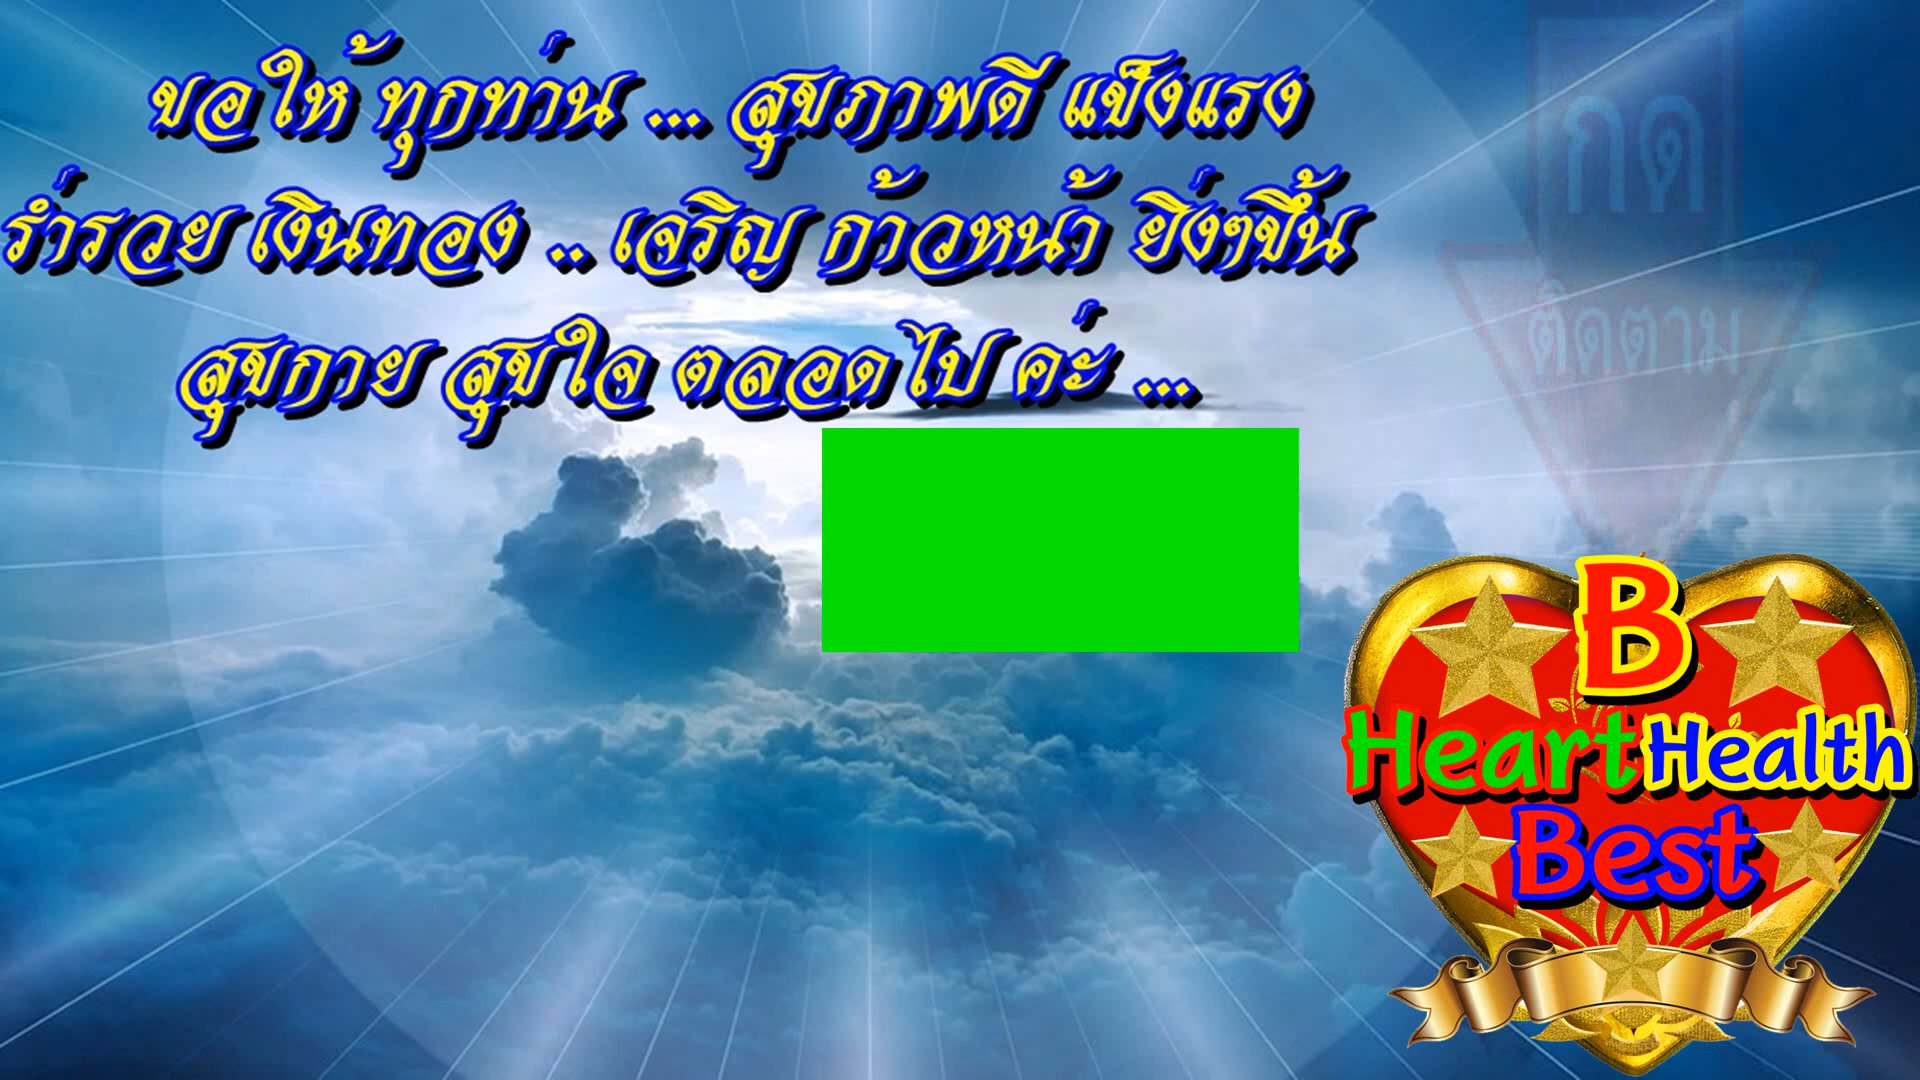 ขอให้ ทุกท่าน ... สุขภาพดี แข็งแรง
ร่ำรวย เงินทอง .. เจริญ ก้าวหน้า ยิ่งๆขึ้น
สุขกาย สุขใจ ตลอดไป ค่ะ ...
กด
ติดตาม
B
Heart Health
Best